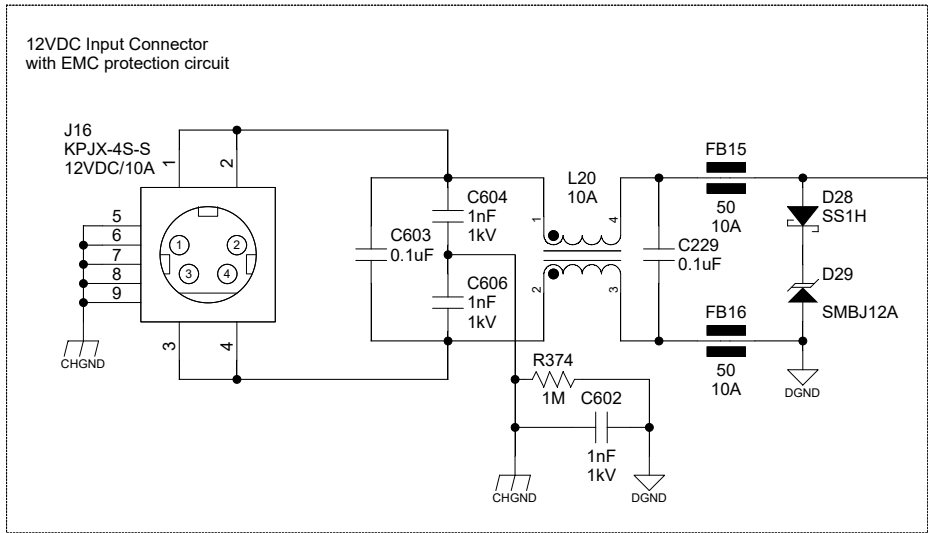 12VDC Input Connector
with EMC protection circuit
J16
KPJX-4S-S
12VDC/10A
1
2
5
6
7
8
9
1
2
3
4
3
4
CHGND
C603
0.1uF
C604
1nF
1kV
C606
1nF
1kV
L20
10A
1
4
2
3
C229
0.1uF
FB15
50
10A
FB16
50
10A
D28
SS1H
D29
SMBJ12A
DGND
R374
1M
C602
1nF
1kV
CHGND
DGND